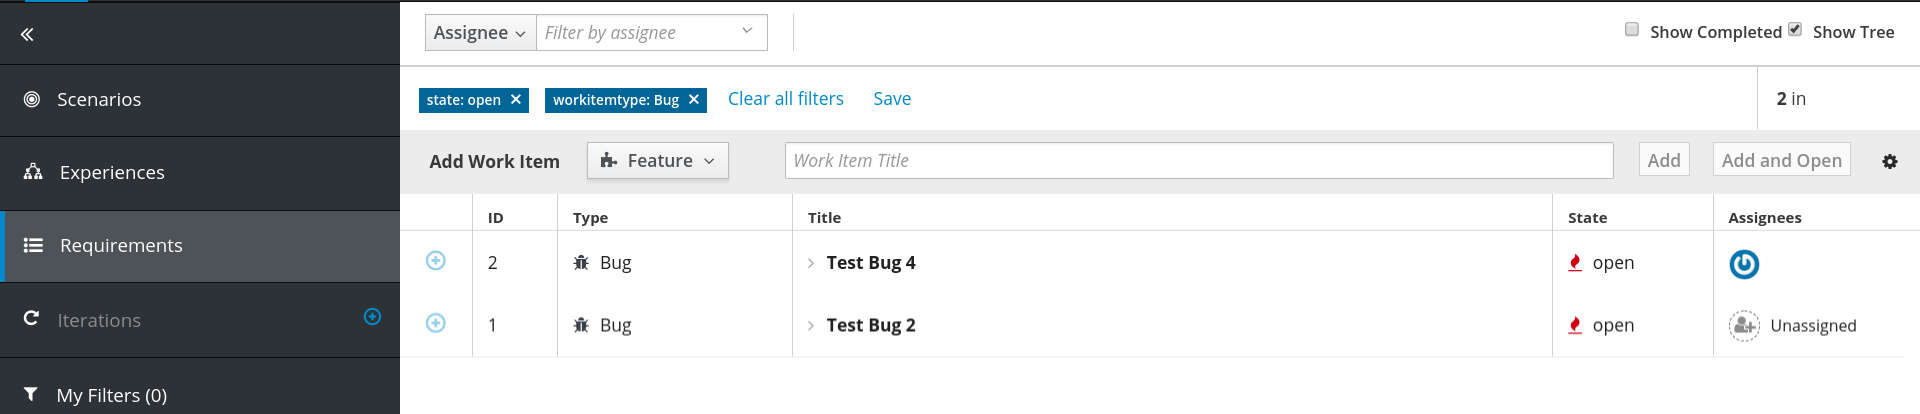 Assignee Filter by assignee Show Completed Show Tree
Scenarios
state: open × workitemtype: Bug × Clear all filters Save 2 in
Experiences
Add Work Item Feature Work Item Title Add Add and Open
Requirements
ID Type Title State Assignees
2 Bug Test Bug 4 open
Iterations
1 Bug Test Bug 2 open Unassigned
My Filters (0)